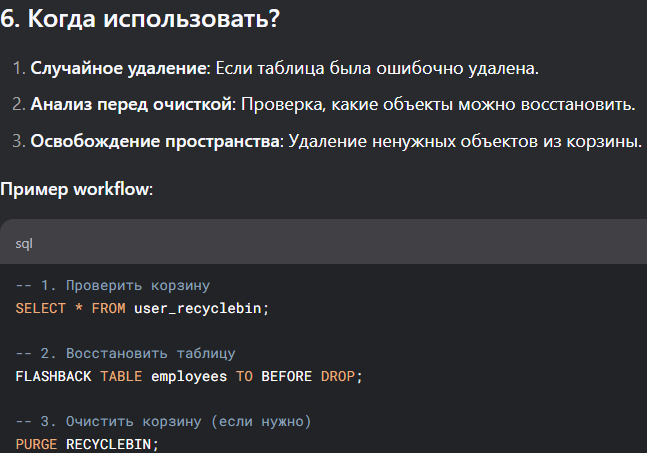 6. Когда использовать?
1. Случайное удаление: Если таблица была ошибочно удалена.
2. Анализ перед очисткой: Проверка, какие объекты можно восстановить.
3. Освобождение пространства: Удаление ненужных объектов из корзины.
Пример workflow:
sql
-- 1. Проверить корзину
SELECT * FROM user_recyclebin;
-- 2. Восстановить таблицу
FLASHBACK TABLE employees TO BEFORE DROP;
-- 3. Очистить корзину (если нужно)
PURGE RECYCLEBIN;